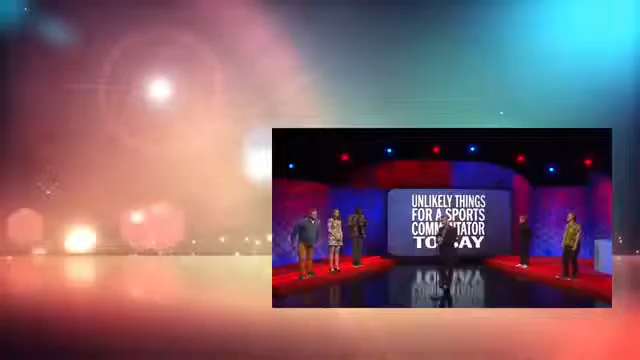 UNLIKELY THINGS
FOR A SPORTS
COMMENTATOR
TO SAY